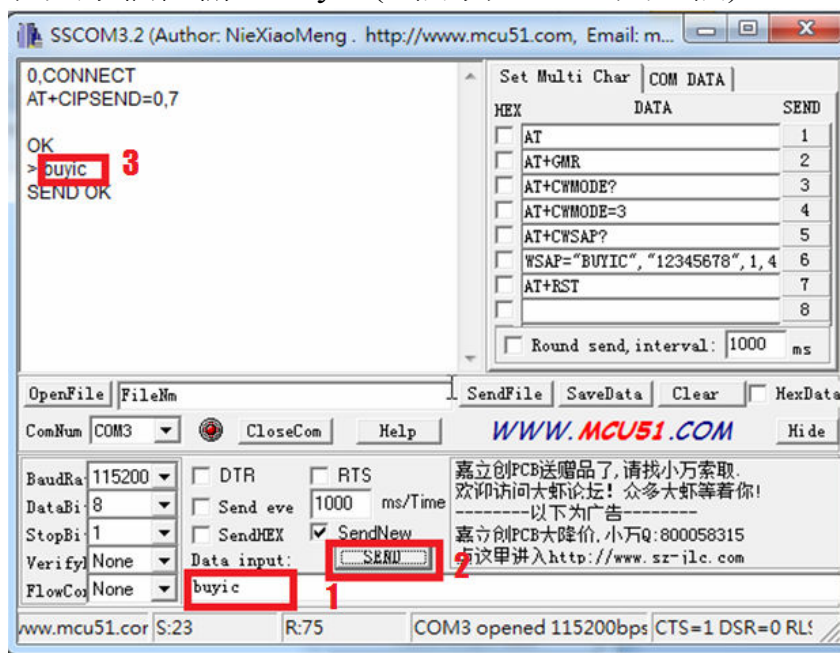 SSCOM3.2 (Author: NieXiaoMeng . http://www.mcu51.com, Email: m...
0,CONNECT
AT+CIPSEND=0,7
OK
> buyic
3
SEND OK
Set Multi Char
COM DATA
HEX DATA SEND
AT 1
AT+GMR 2
AT+CWMODE? 3
AT+CWMODE=3 4
AT+CWSAP? 5
WSAP="BUYIC","12345678",1,4 6
AT+RST 7
8
Round send,interval: 1000 ms
OpenFile FileNm SendFile SaveData Clear HexData
ComNum COM3 CloseCom Help WWW.MCU51.COM Hide
BaudRa 115200
DataBi 8
StopBi 1
Verify None
FlowCo None
DTR RTS
Send eve 1000 ms/Time
SendHEX SendNew
Data input: SEND
2
buyic
1
嘉立创PCB送赠品了,请找小万索取.
欢迎访问大虾论坛! 众多大虾等着你!
--------以下为广告--------
嘉立创PCB大降价,小万Q:800058315
点这里进入http://www.sz-jlc.com
www.mcu51.cor S:23 R:75 COM3 opened 115200bps CTS=1 DSR=0